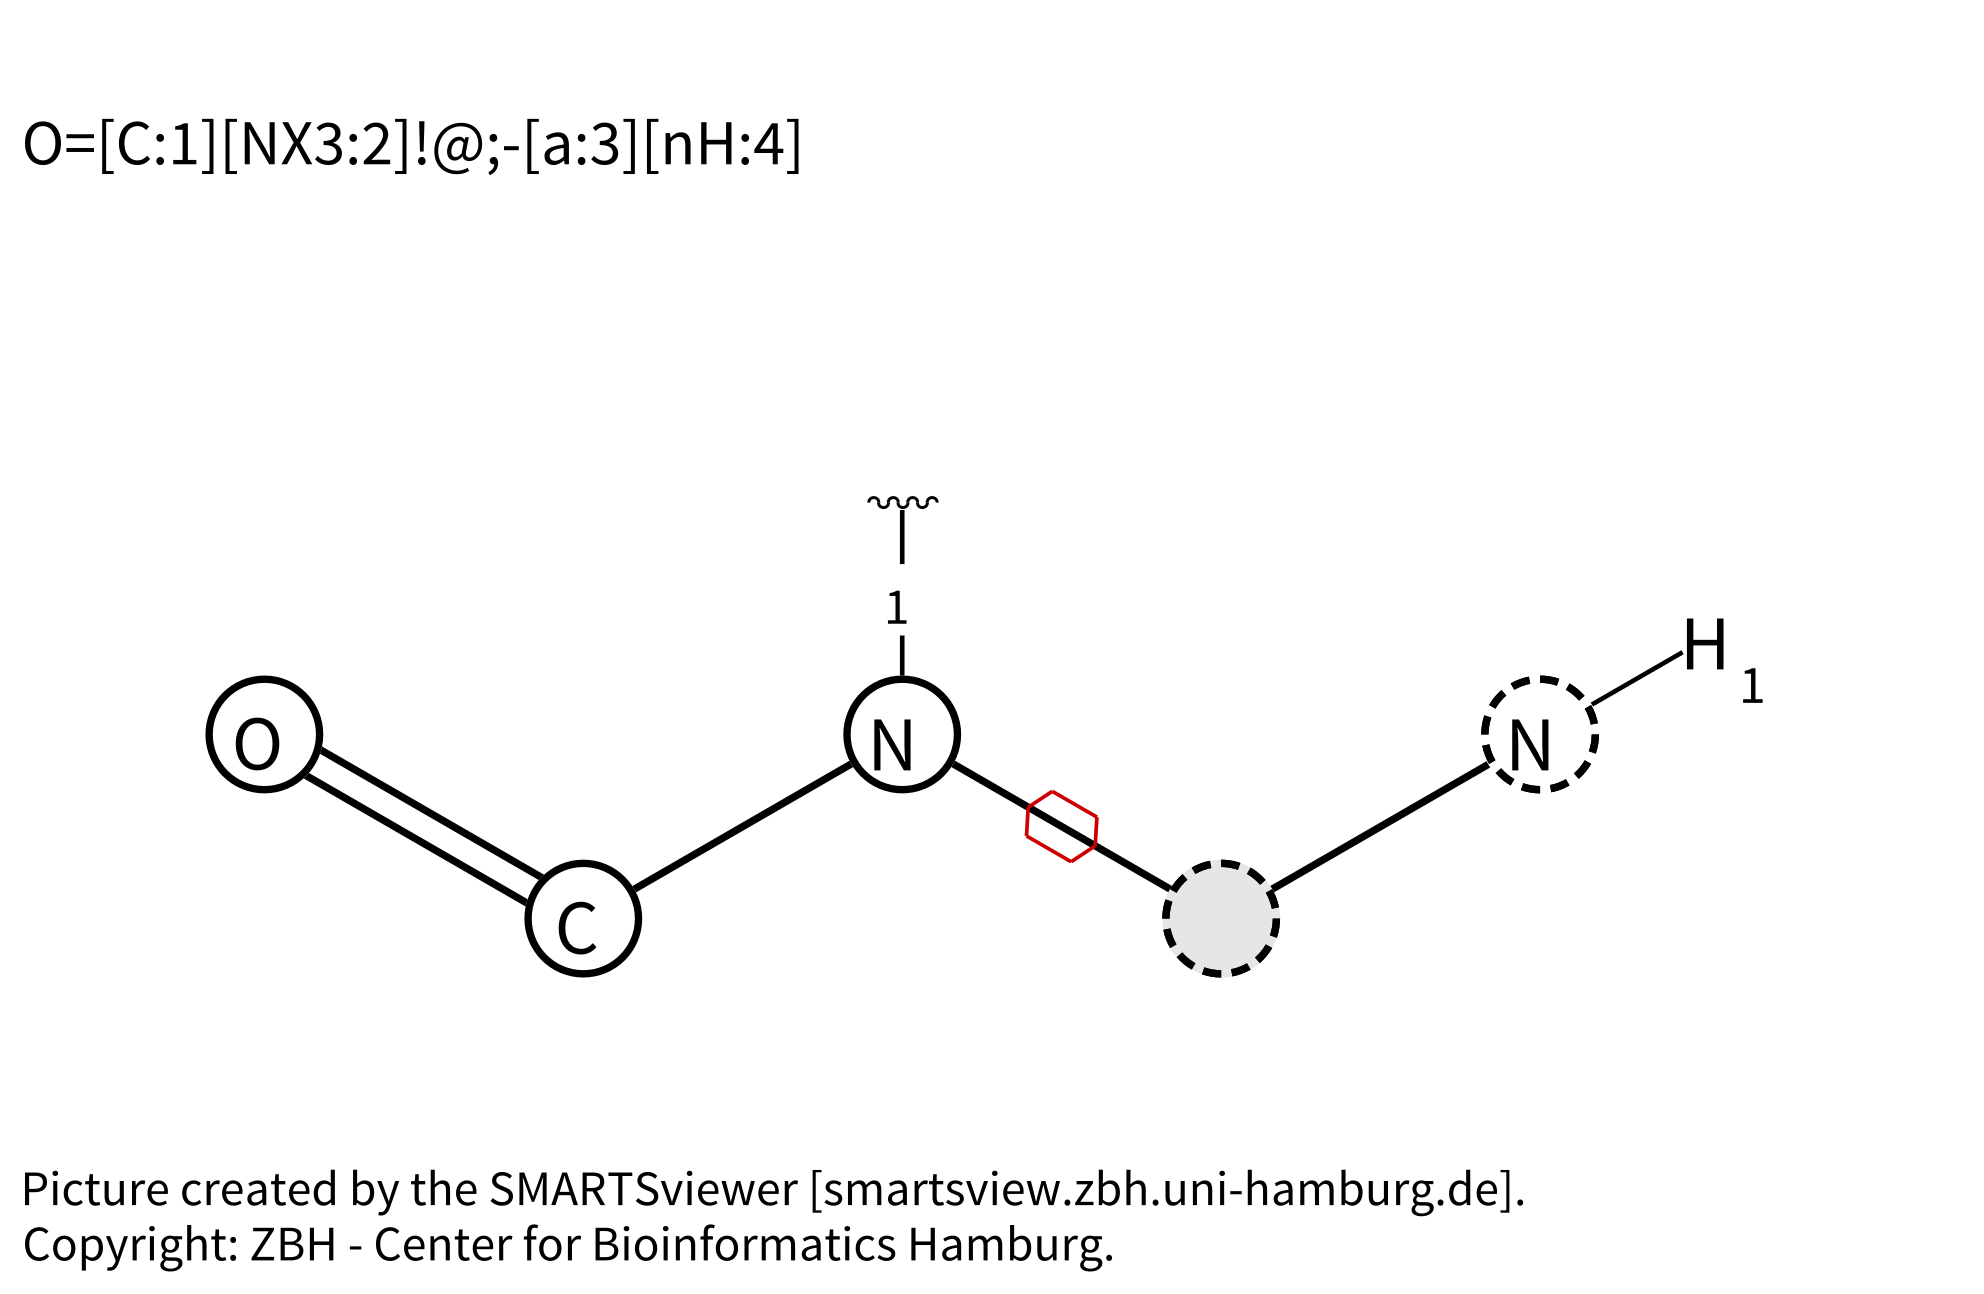 O=[C:1][NX3:2]!@;-[a:3][nH:4]
1
H
1
O
N
N
C
Picture created by the SMARTSviewer [smartsview.zbh.uni-hamburg.de].
Copyright: ZBH - Center for Bioinformatics Hamburg.